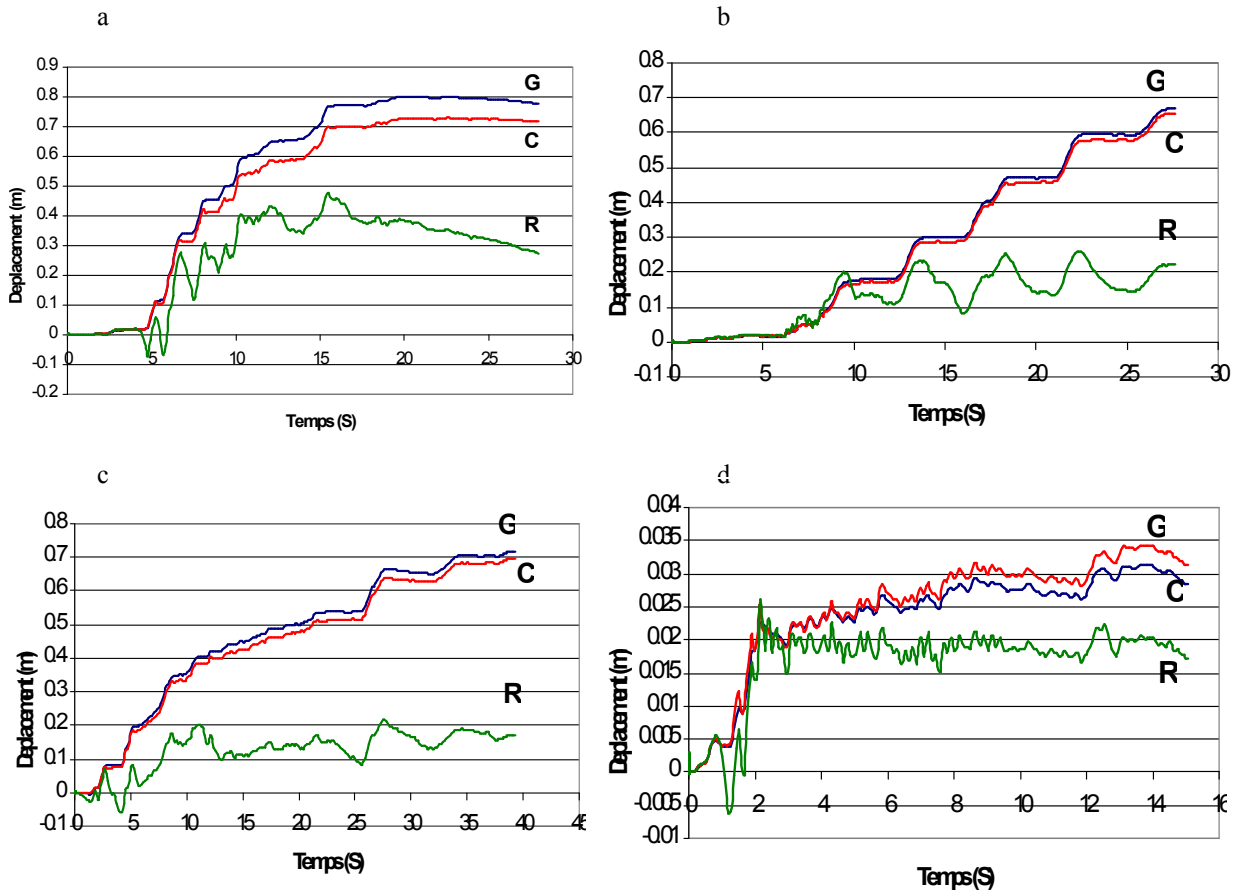 a
0.9
0.8
0.7
0.6
0.5
0.4
0.3
0.2
0.1
0
-0.1
-0.2
0 5 10 15 20 25 30
Deplacement (m)
Temps (S)
G
C
R
b
0.8
0.7
0.6
0.5
0.4
0.3
0.2
0.1
0
-0.1
0 5 10 15 20 25 30
Deplacement (m)
Temps (S)
G
C
R
c
0.8
0.7
0.6
0.5
0.4
0.3
0.2
0.1
0
-0.1
0 5 10 15 20 25 30 35 40 45
Deplacement (m)
Temps (S)
G
C
R
d
0.04
0.035
0.03
0.025
0.02
0.015
0.01
0.005
0
-0.005
-0.01
0 2 4 6 8 10 12 14 16
Deplacement (m)
Temps (S)
G
C
R